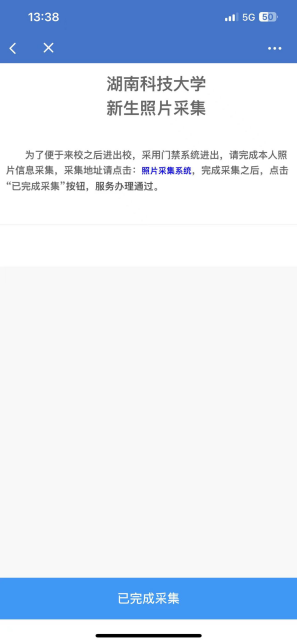 13:38
5G
50
湖南科技大学
新生照片采集
为了便于来校之后进出校，采用门禁系统进出，请完成本人照
片信息采集，采集地址请点击：照片采集系统，完成采集之后，点击
“已完成采集”按钮，服务办理通过。
已完成采集